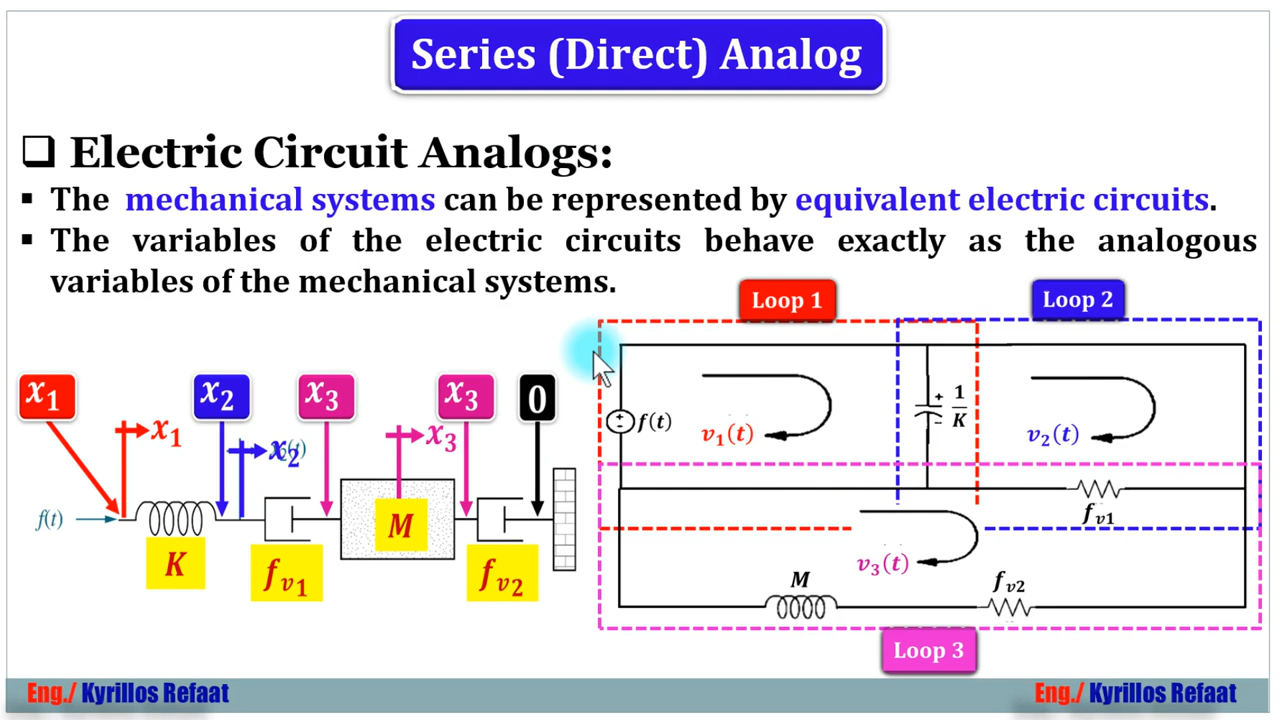 Series (Direct) Analog
❑ Electric Circuit Analogs:
▪ The mechanical systems can be represented by equivalent electric circuits.
▪ The variables of the electric circuits behave exactly as the analogous
variables of the mechanical systems.
Loop 1
Loop 2
x₁
x₂
x₃
x₃
0
x₁
x₂
x₃
f(t)
K
f_v₁
M
f_v₂
+
−
f(t)
v₁(t)
+
−
1/K
v₂(t)
f_v1
v₃(t)
M
f_v2
Loop 3
Eng./ Kyrillos Refaat
Eng./ Kyrillos Refaat